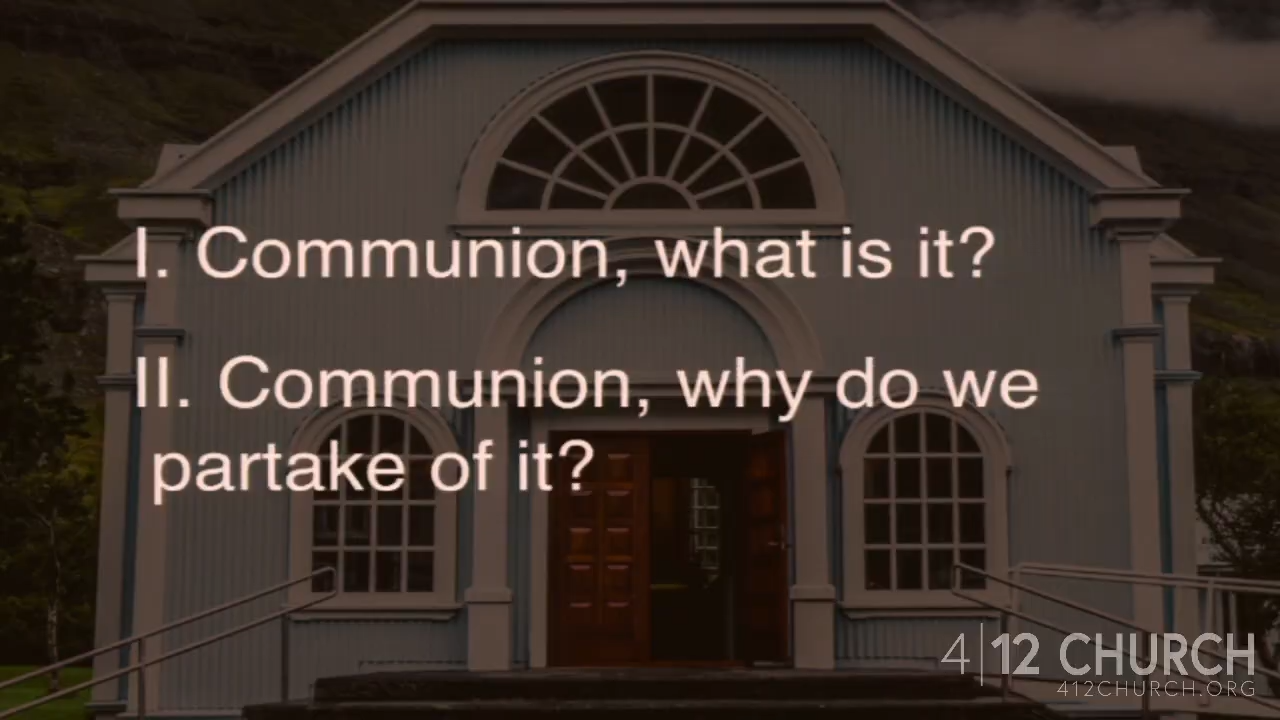 I. Communion, what is it?
II. Communion, why do we
partake of it?
4|12 CHURCH
412CHURCH.ORG